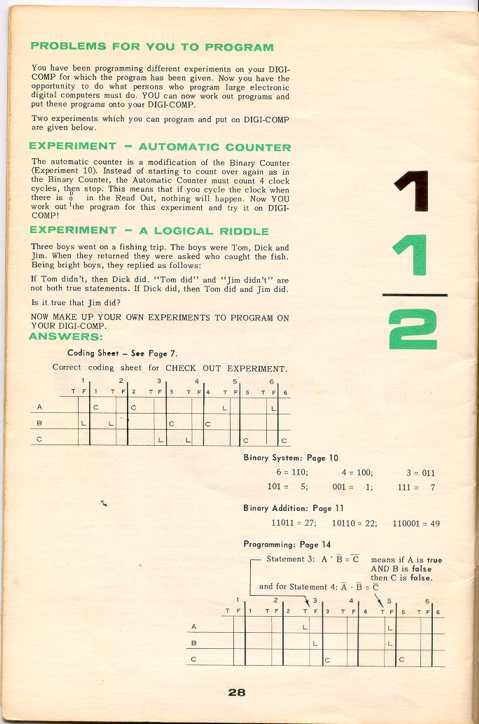 PROBLEMS FOR YOU TO PROGRAM
You have been programming different experiments on your DIGI-
COMP for which the program has been given. Now you have the
opportunity to do what persons who program large electronic
digital computers must do. YOU can now work out programs and
put these programs onto your DIGI-COMP.
Two experiments which you can program and put on DIGI-COMP
are given below.
EXPERIMENT – AUTOMATIC COUNTER
The automatic counter is a modification of the Binary Counter
(Experiment 10). Instead of starting to count over again as in
the Binary Counter, the Automatic Counter must count 4 clock
cycles, then stop. This means that if you cycle the clock when
there is 0 0 1 in the Read Out, nothing will happen. Now YOU
work out the program for this experiment and try it on DIGI-
COMP!
EXPERIMENT – A LOGICAL RIDDLE
Three boys went on a fishing trip. The boys were Tom, Dick and
Jim. When they returned they were asked who caught the fish.
Being bright boys, they replied as follows:
If Tom didn't, then Dick did. "Tom did" and "Jim didn't" are
not both true statements. If Dick did, then Tom did and Jim did.
Is it true that Jim did?
NOW MAKE UP YOUR OWN EXPERIMENTS TO PROGRAM ON
YOUR DIGI-COMP.
1
1
2
ANSWERS:
Coding Sheet – See Page 7.
Correct coding sheet for CHECK OUT EXPERIMENT.
1 2 3 4 5 6
T F 1 T F 2 T F 3 T F 4 T F 5 T F 6
A C C L L
B L L C C
C L L C C
Binary System: Page 10
6 = 110; 4 = 100; 3 = 011
101 = 5; 001 = 1; 111 = 7
Binary Addition: Page 11
11011 = 27; 10110 = 22; 110001 = 49
Programming: Page 14
Statement 3: A · B̅ = C̅ means if A is true
AND B is false
then C is false.
and for Statement 4: A̅ · B̅ = C̅
1 2 3 4 5 6
T F 1 T F 2 T F 3 T F 4 T F 5 T F 6
A L L
B L L
C C C
28